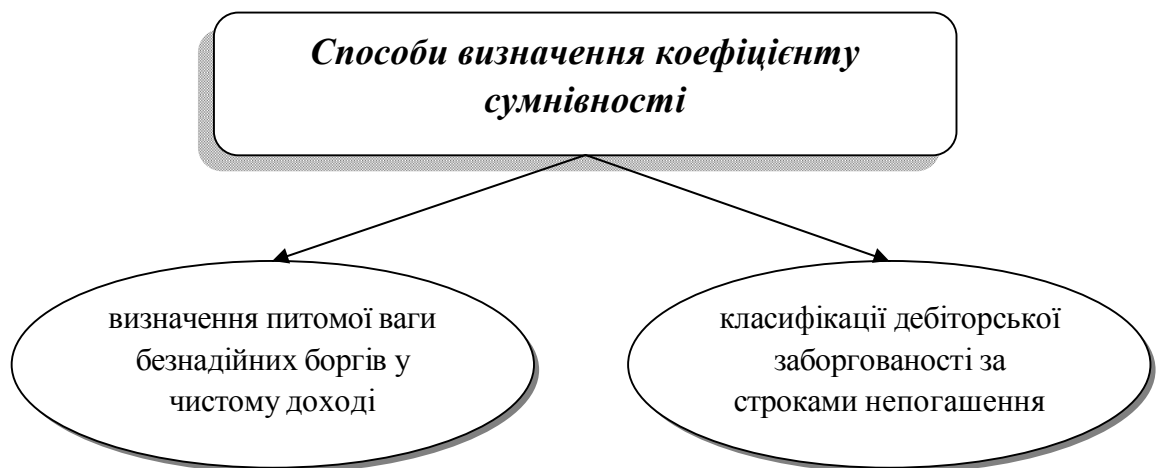 Способи визначення коефіцієнту
сумнівності
визначення питомої ваги
безнадійних боргів у
чистому доході
класифікації дебіторської
заборгованості за
строками непогашення